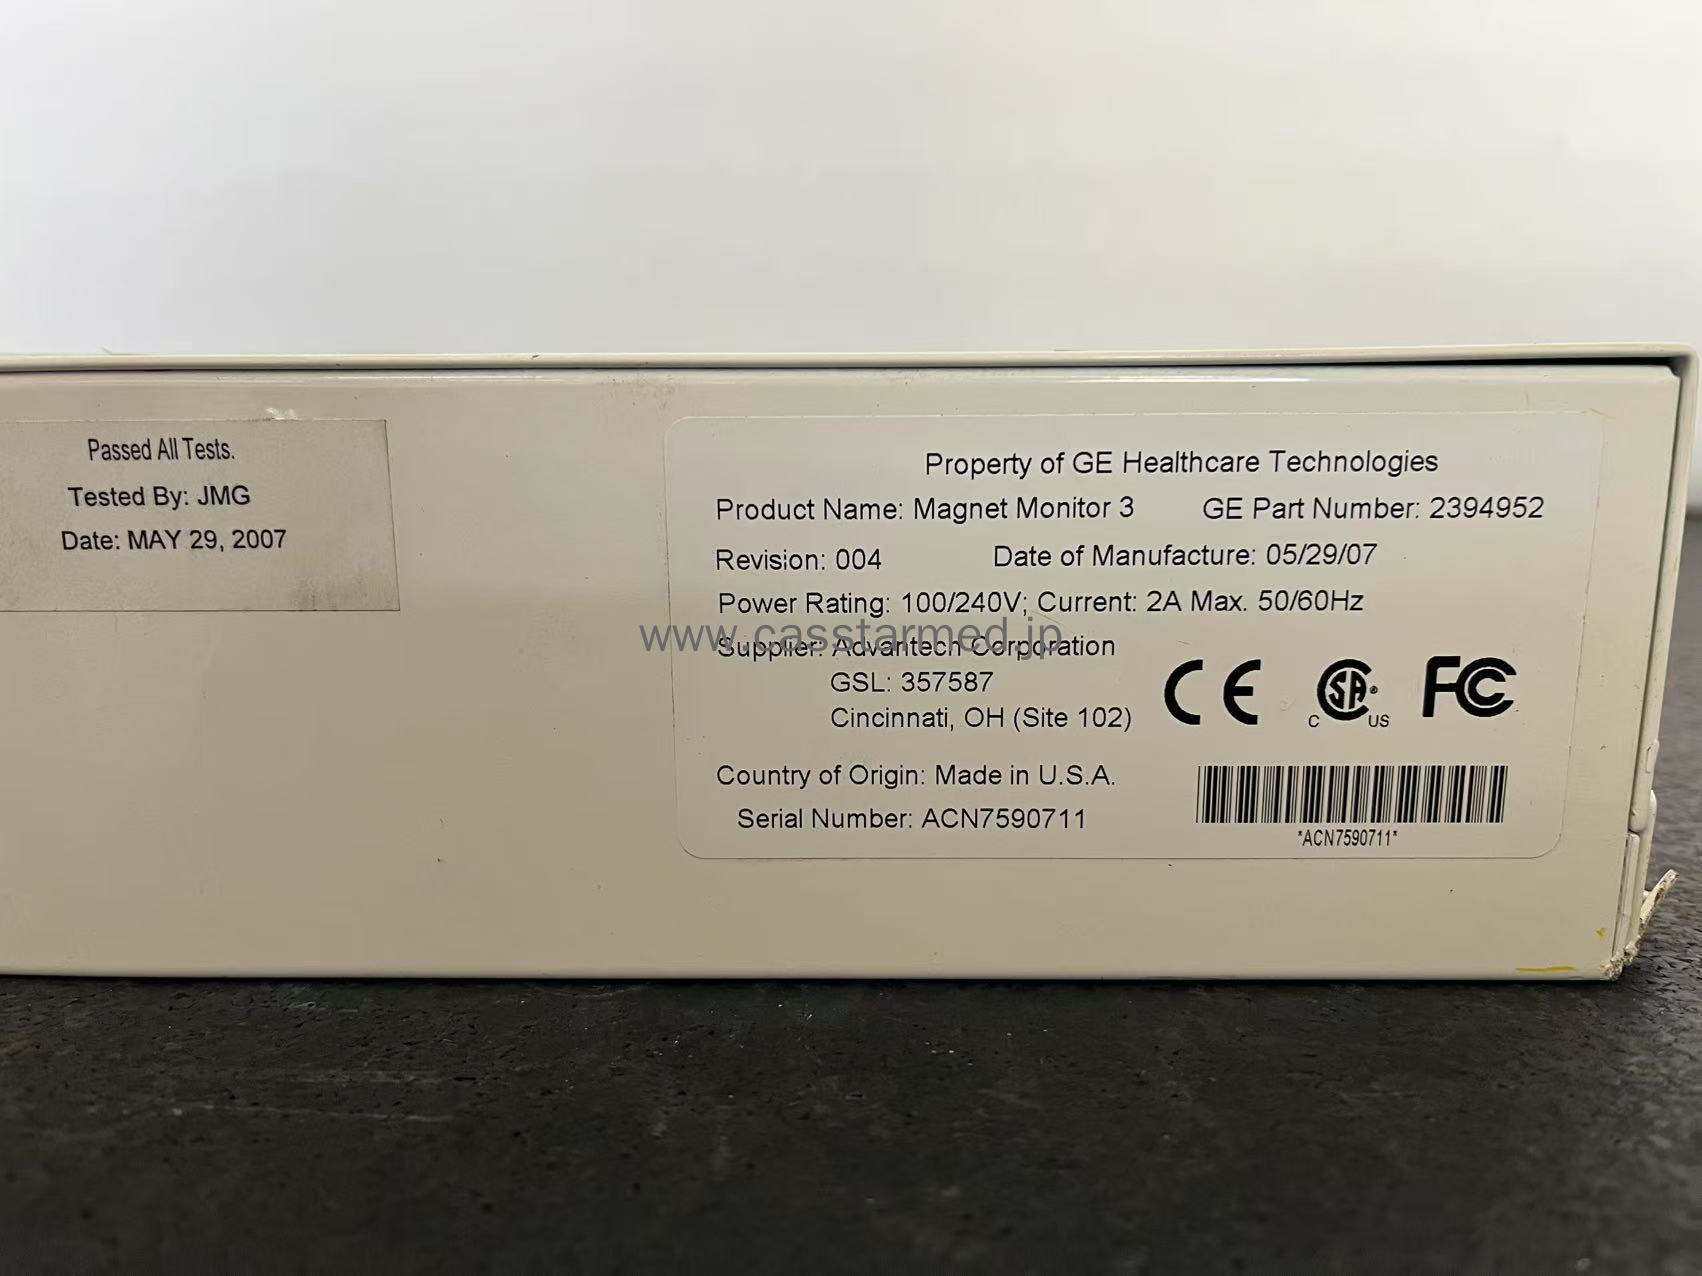 Passed All Tests.
Tested By: JMG
Date: MAY 29, 2007
Property of GE Healthcare Technologies
Product Name: Magnet Monitor 3 GE Part Number: 2394952
Revision: 004 Date of Manufacture: 05/29/07
Power Rating: 100/240V; Current: 2A Max. 50/60Hz
www.casstarmed.jp
Supplier: Advantech Corporation
GSL: 357587
Cincinnati, OH (Site 102)
CE C SA® US FC
Country of Origin: Made in U.S.A.
Serial Number: ACN7590711
*ACN7590711*